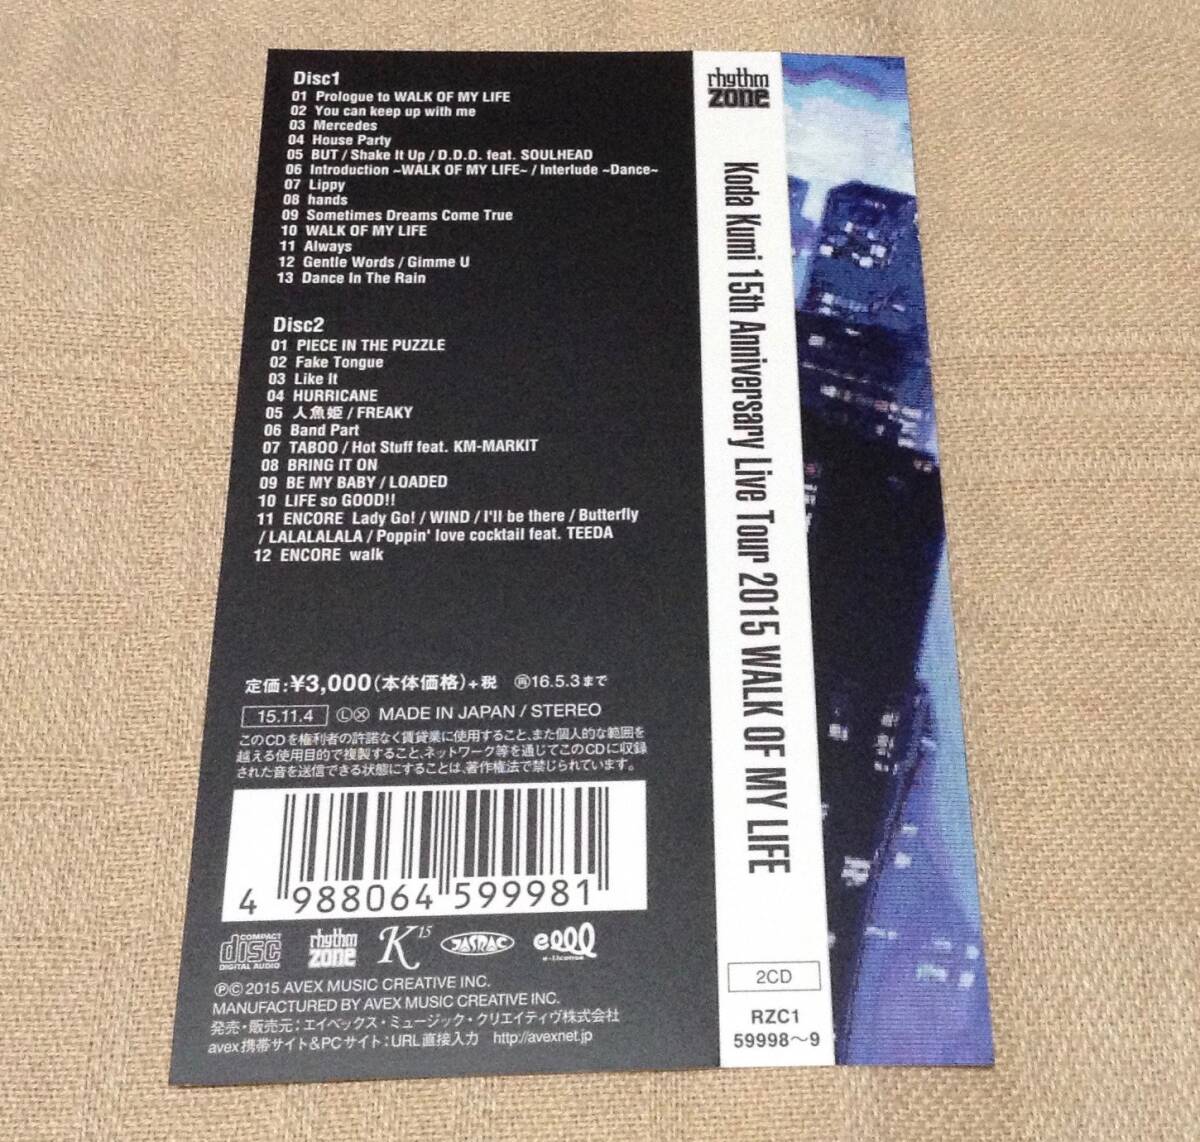 Disc1
01 Prologue to WALK OF MY LIFE
02 You can keep up with me
03 Mercedes
04 House Party
05 BUT / Shake It Up / D.D.D. feat. SOULHEAD
06 Introduction ~WALK OF MY LIFE~ / Interlude ~Dance~
07 Lippy
08 hands
09 Sometimes Dreams Come True
10 WALK OF MY LIFE
11 Always
12 Gentle Words / Gimme U
13 Dance In The Rain
Disc2
01 PIECE IN THE PUZZLE
02 Fake Tongue
03 Like It
04 HURRICANE
05 人魚姫 / FREAKY
06 Band Part
07 TABOO / Hot Stuff feat. KM-MARKIT
08 BRING IT ON
09 BE MY BABY / LOADED
10 LIFE so GOOD!!
11 ENCORE Lady Go! / WIND / I'll be there / Butterfly
/ LALALALALA / Poppin' love cocktail feat. TEEDA
12 ENCORE walk
定価:¥3,000(本体価格)+税 ㊢16.5.3まで
15.11.4 Ⓛⓧ MADE IN JAPAN / STEREO
このCDを権利者の許諾なく賃貸業に使用すること、また個人的な範囲を
越える使用目的で複製すること、ネットワーク等を通じてこのCDに収録
された音を送信できる状態にすることは、著作権法で禁じられています。
4 988064 599981
COMPACT disc DIGITAL AUDIO
rhythm zone
K15
JASRAC
e-License
ⓅⒸ2015 AVEX MUSIC CREATIVE INC.
MANUFACTURED BY AVEX MUSIC CREATIVE INC.
発売・販売元:エイベックス・ミュージック・クリエイティヴ株式会社
avex携帯サイト&PCサイト:URL直接入力 http://avexnet.jp
rhythm zone
Koda Kumi 15th Anniversary Live Tour 2015 WALK OF MY LIFE
2CD
RZC1
59998～9